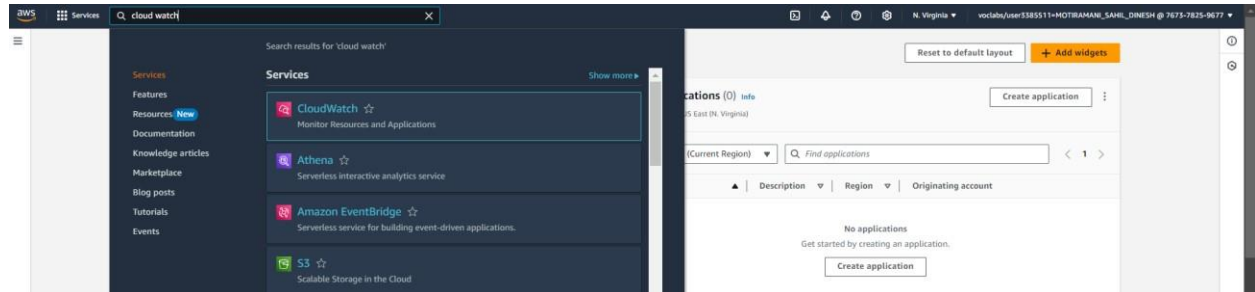 aws Services cloud watch N. Virginia voclabs/user3385511=MOTIRAMANI_SAHIL_DINESH @ 7673-7825-9677
Search results for 'cloud watch'
Services
Features
Resources New
Documentation
Knowledge articles
Marketplace
Blog posts
Tutorials
Events
Services Show more
CloudWatch
Monitor Resources and Applications
Athena
Serverless interactive analytics service
Amazon EventBridge
Serverless service for building event-driven applications.
S3
Scalable Storage in the Cloud
Reset to default layout + Add widgets
cations (0) Info Create application
US East (N. Virginia)
(Current Region) Find applications 1
Description Region Originating account
No applications
Get started by creating an application.
Create application